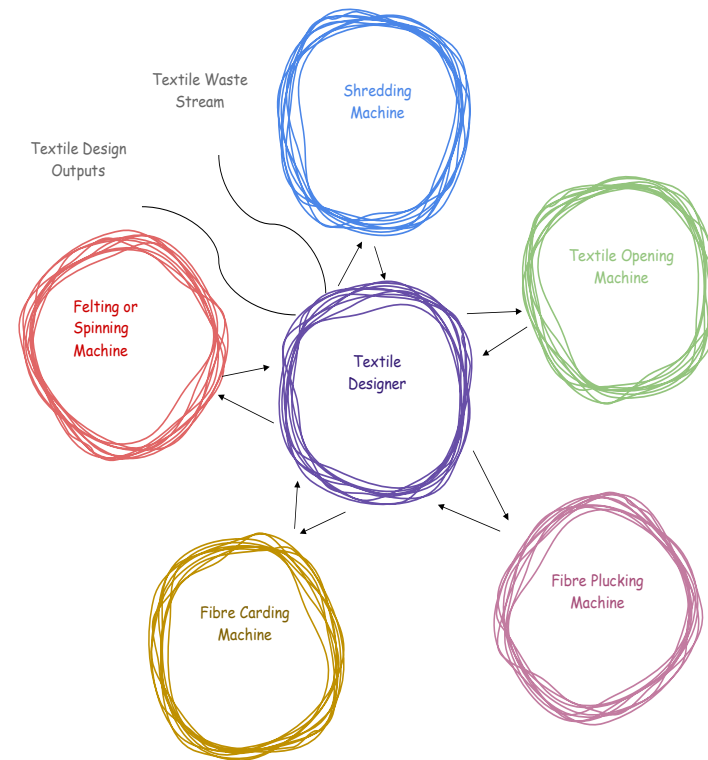 Textile Waste
Stream
Shredding
Machine
Textile Design
Outputs
Textile Opening
Machine
Felting or
Spinning
Machine
Textile
Designer
Fibre Plucking
Machine
Fibre Carding
Machine